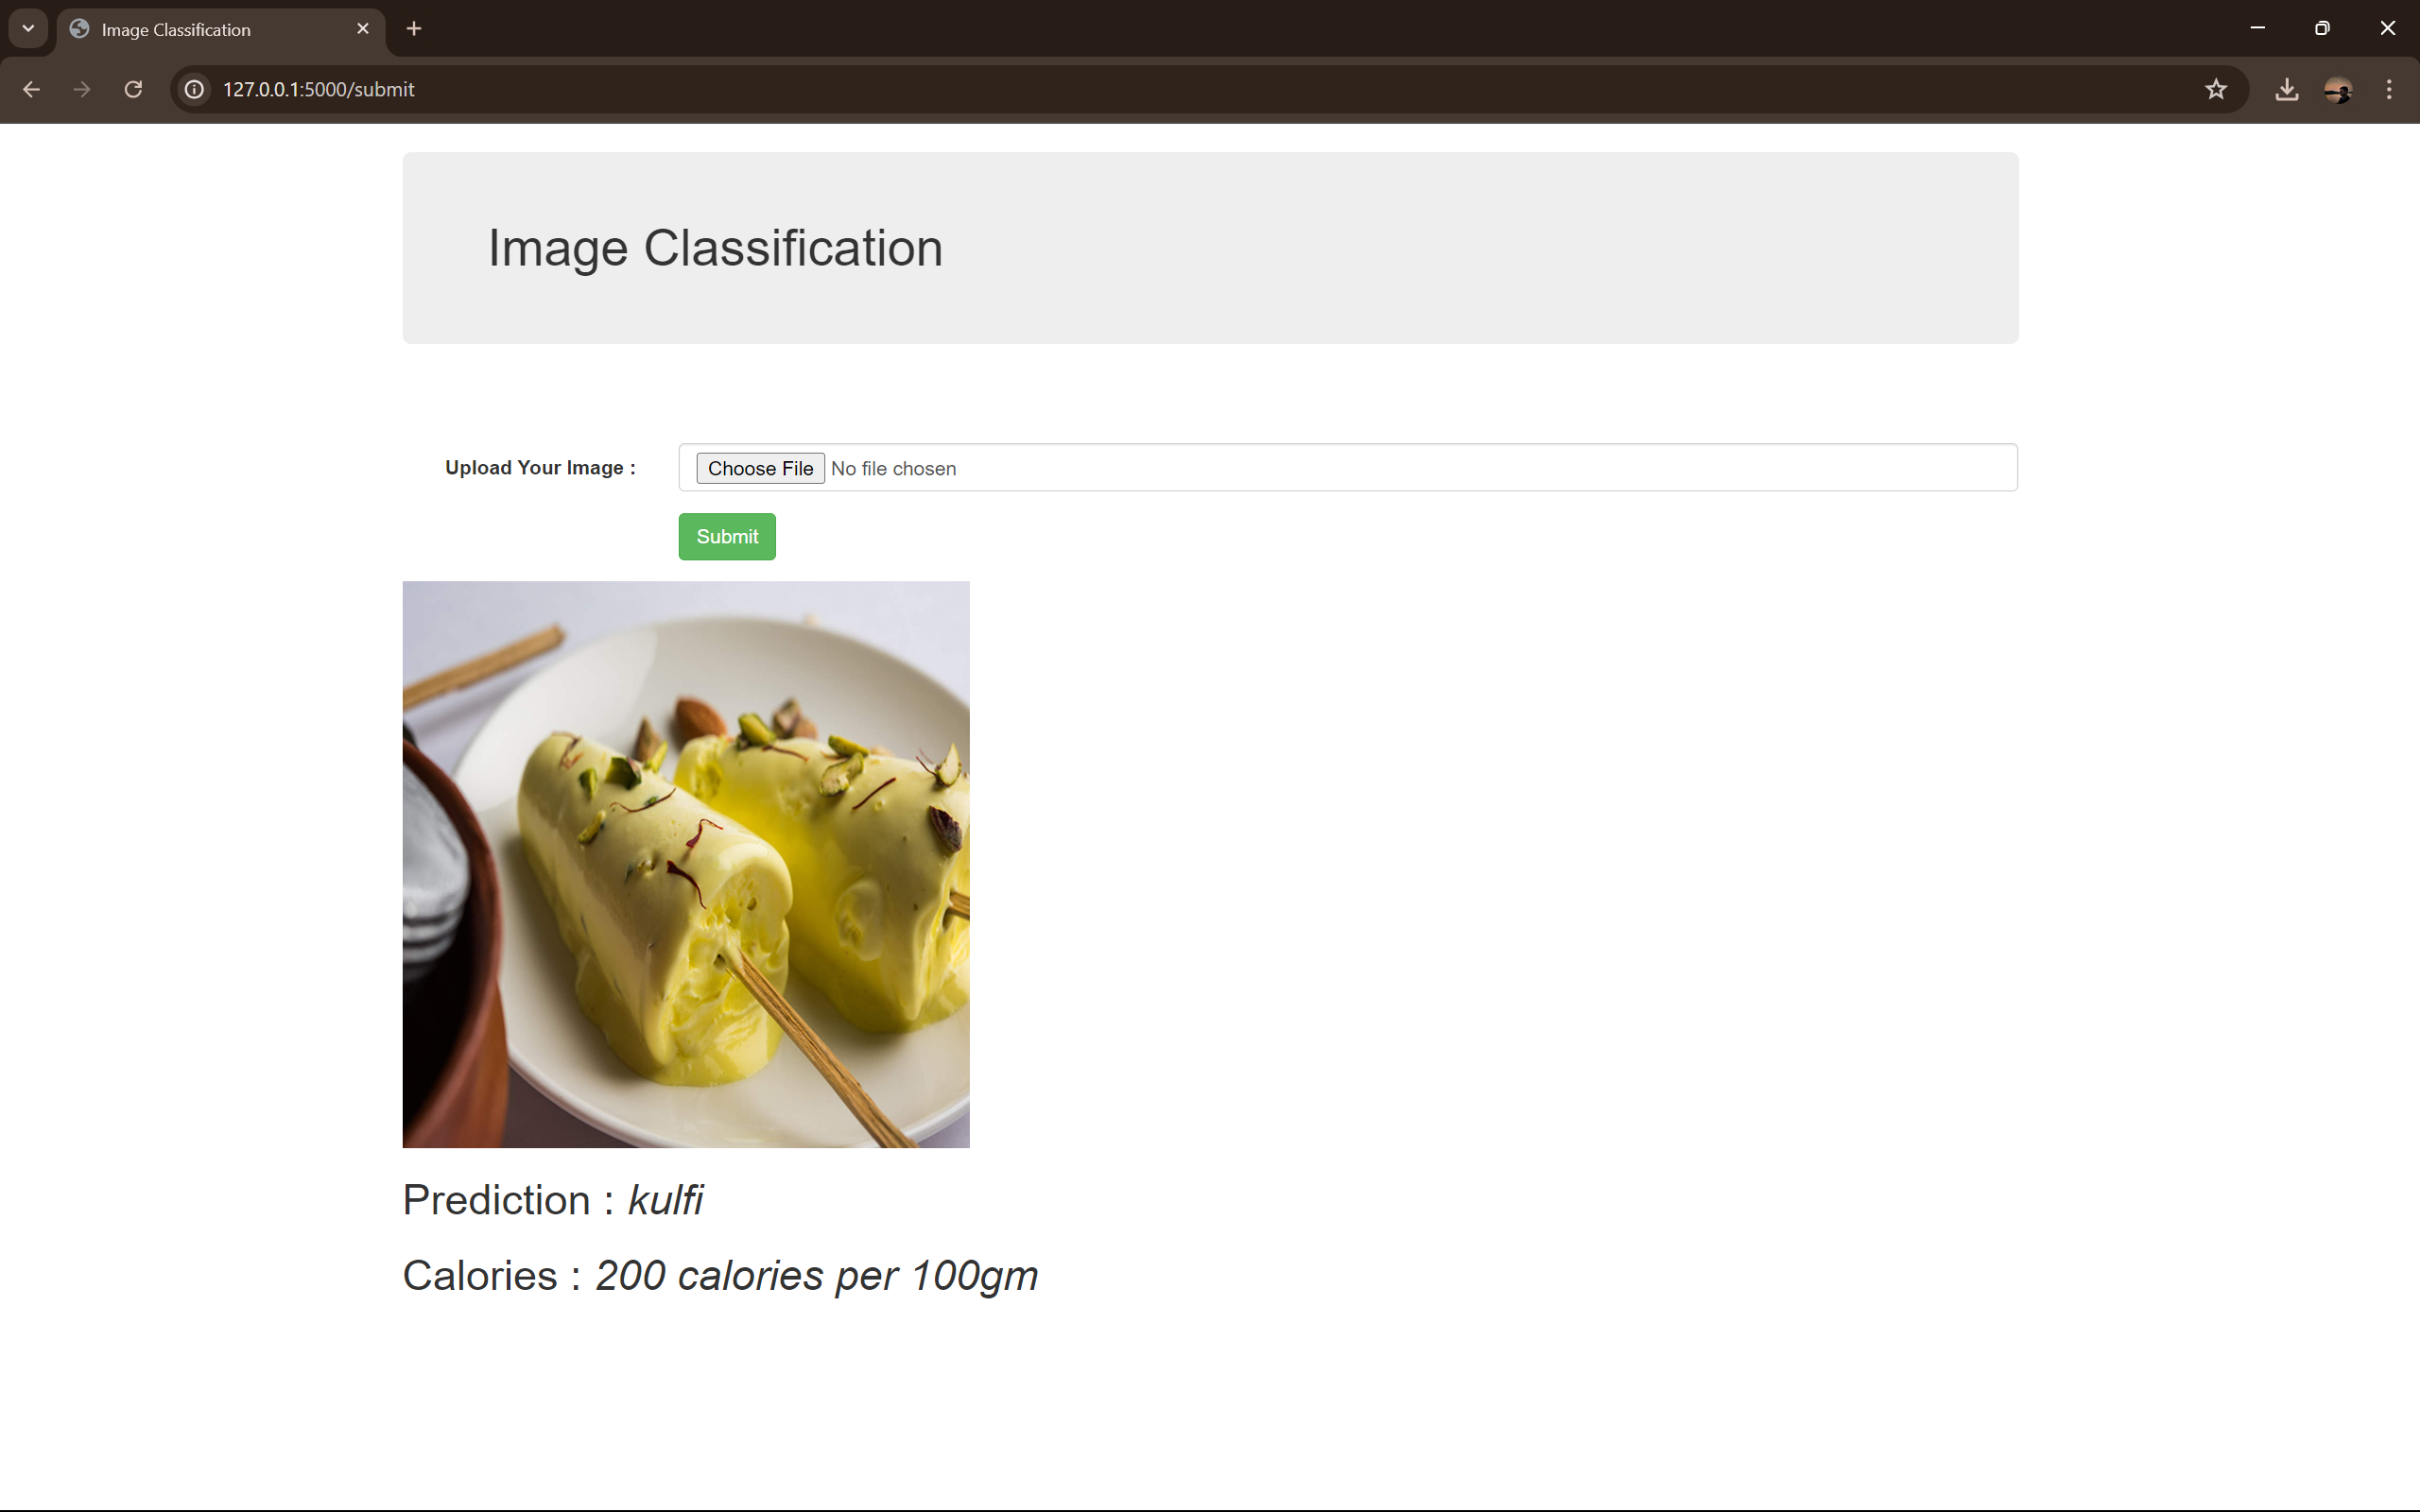 Image Classification
127.0.0.1:5000/submit
Image Classification
Upload Your Image :
Choose File No file chosen
Submit
Prediction : kulfi
Calories : 200 calories per 100gm